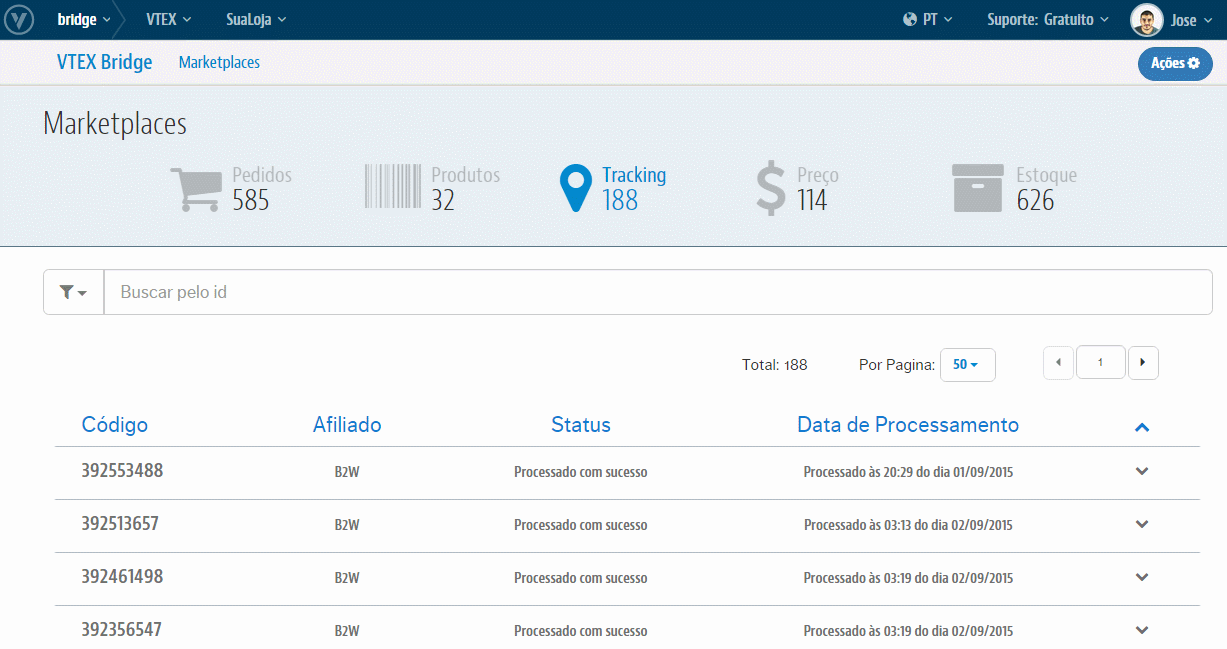 bridge VTEX SuaLoja PT Suporte: Gratuito Jose
VTEX Bridge Marketplaces Ações
Marketplaces
Pedidos Produtos Tracking Preço Estoque
585 32 188 114 626
Buscar pelo id
Total: 188 Por Pagina: 50 1
Código Afiliado Status Data de Processamento
392553488 B2W Processado com sucesso Processado às 20:29 do dia 01/09/2015
392513657 B2W Processado com sucesso Processado às 03:13 do dia 02/09/2015
392461498 B2W Processado com sucesso Processado às 03:19 do dia 02/09/2015
392356547 B2W Processado com sucesso Processado às 03:19 do dia 02/09/2015